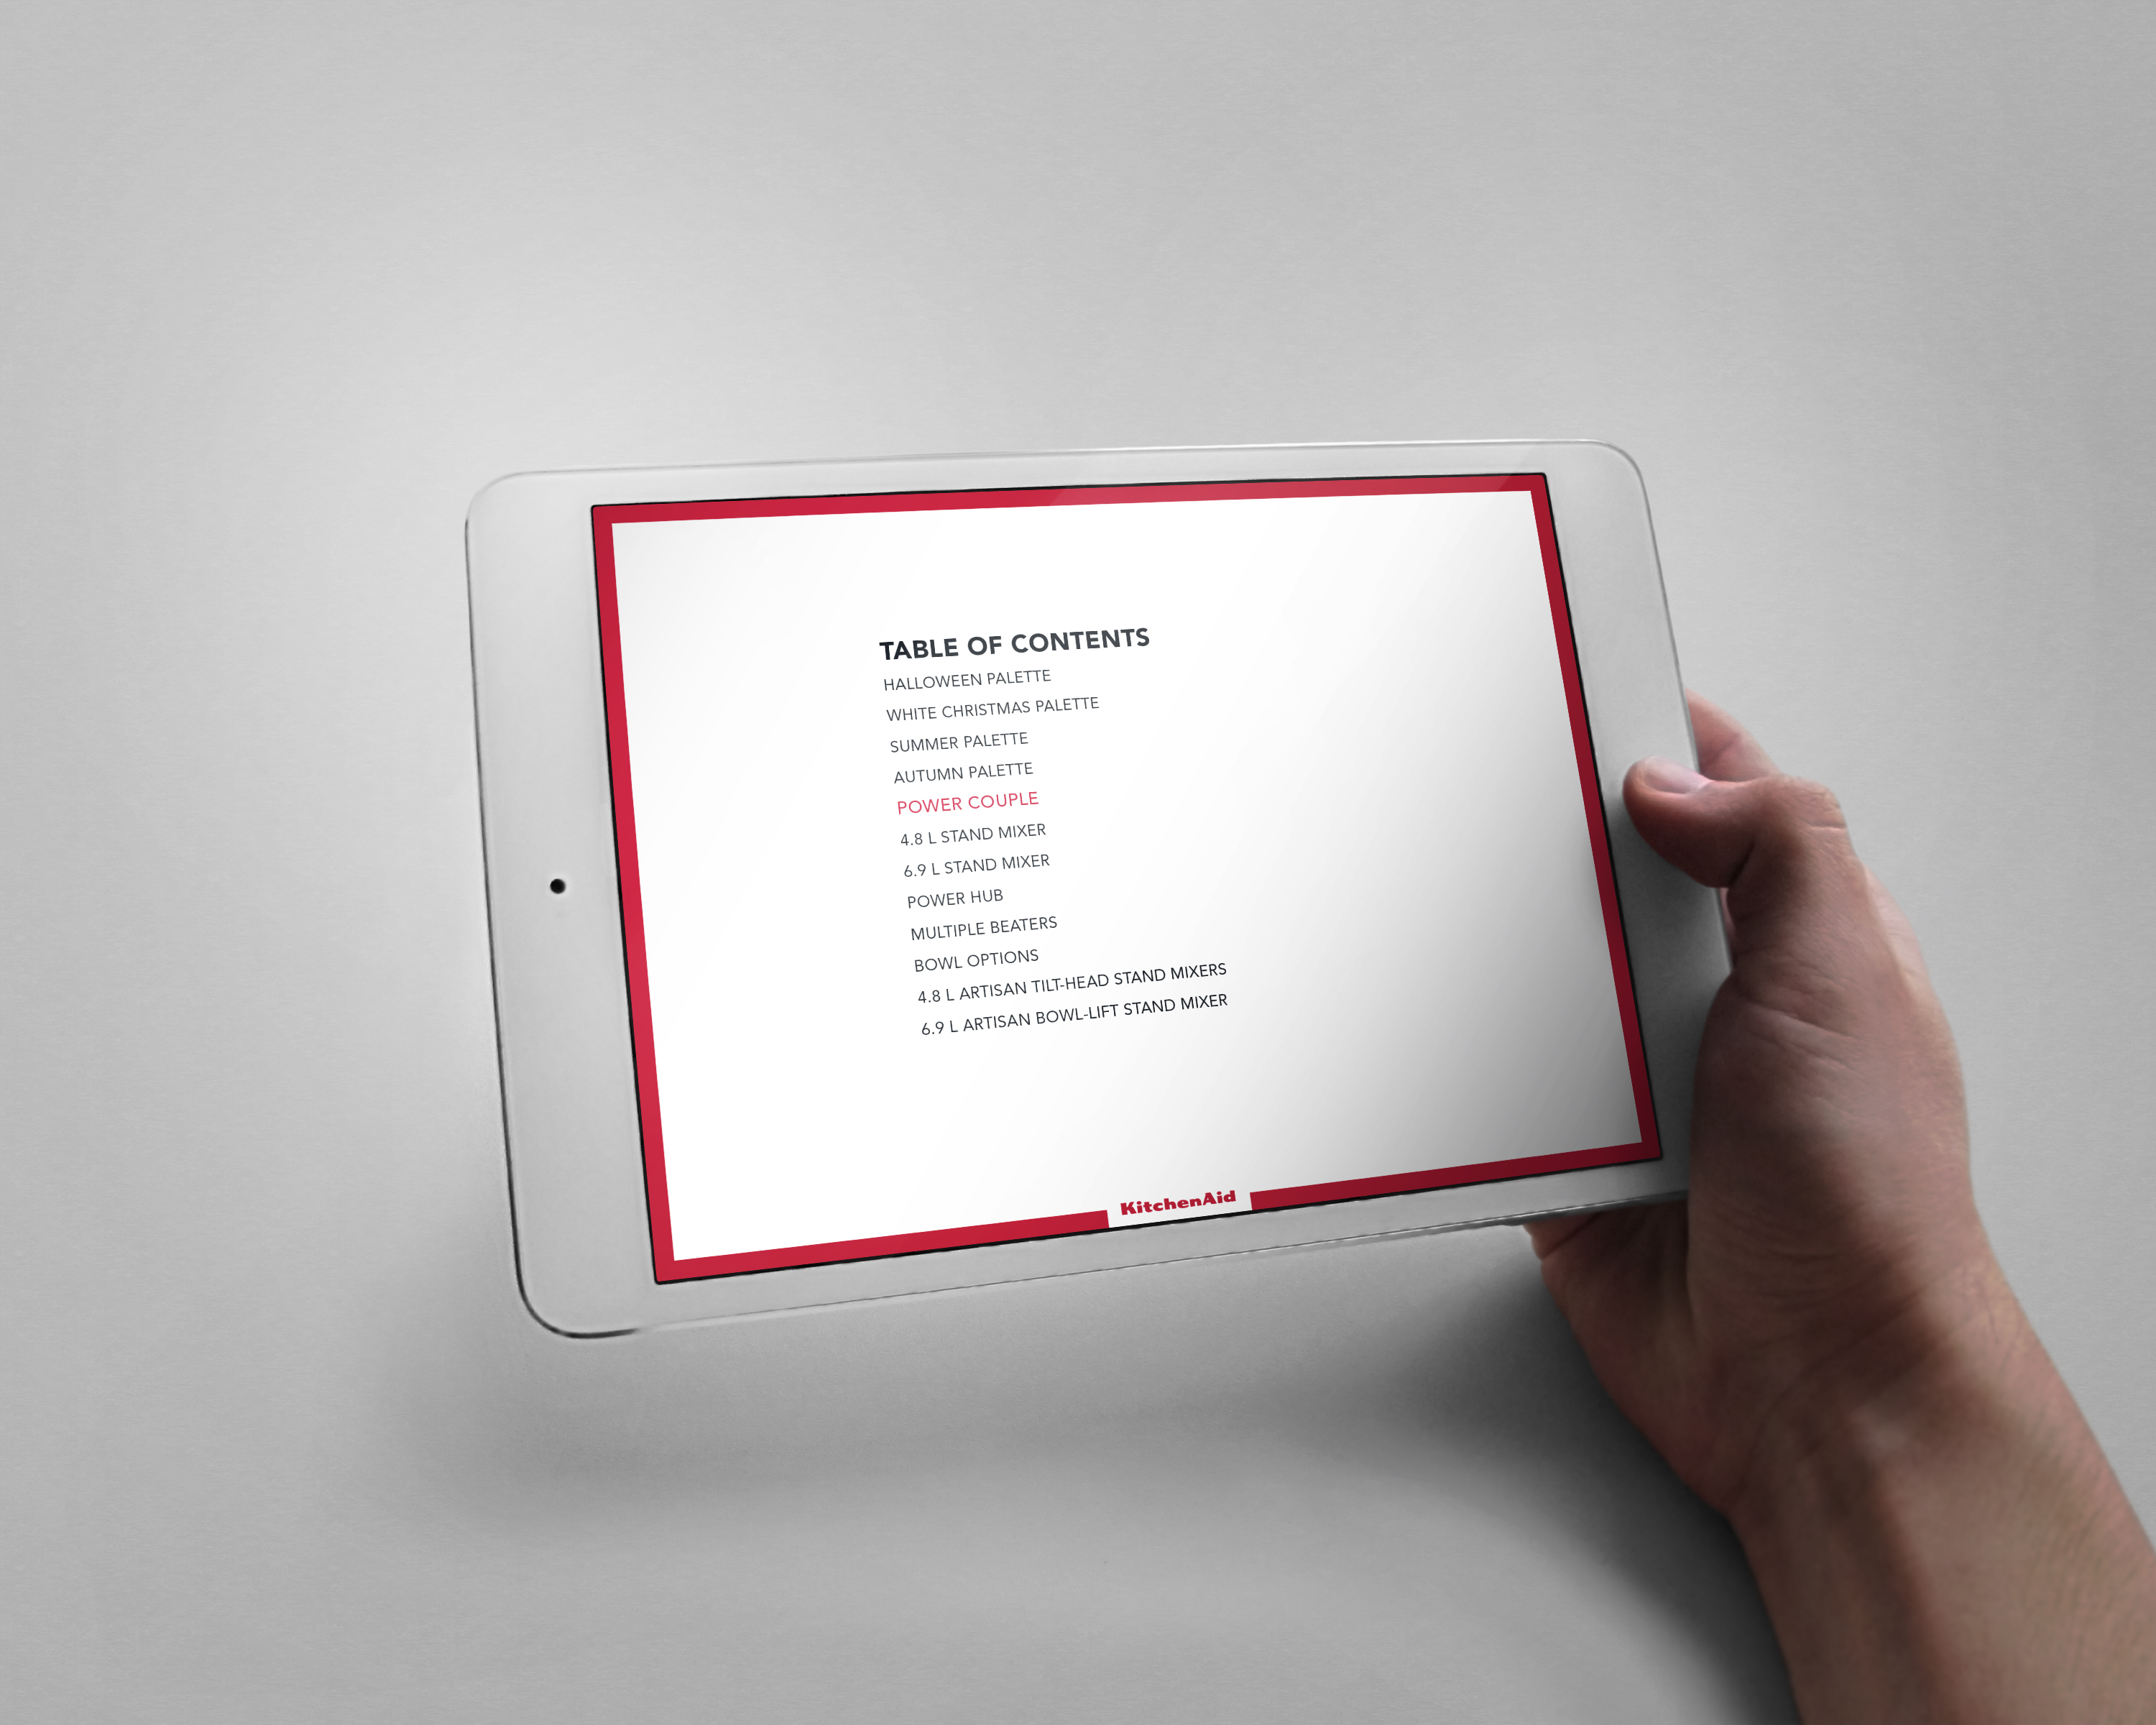 TABLE OF CONTENTS
HALLOWEEN PALETTE
WHITE CHRISTMAS PALETTE
SUMMER PALETTE
AUTUMN PALETTE
POWER COUPLE
4.8 L STAND MIXER
6.9 L STAND MIXER
POWER HUB
MULTIPLE BEATERS
BOWL OPTIONS
4.8 L ARTISAN TILT-HEAD STAND MIXERS
6.9 L ARTISAN BOWL-LIFT STAND MIXER
KitchenAid